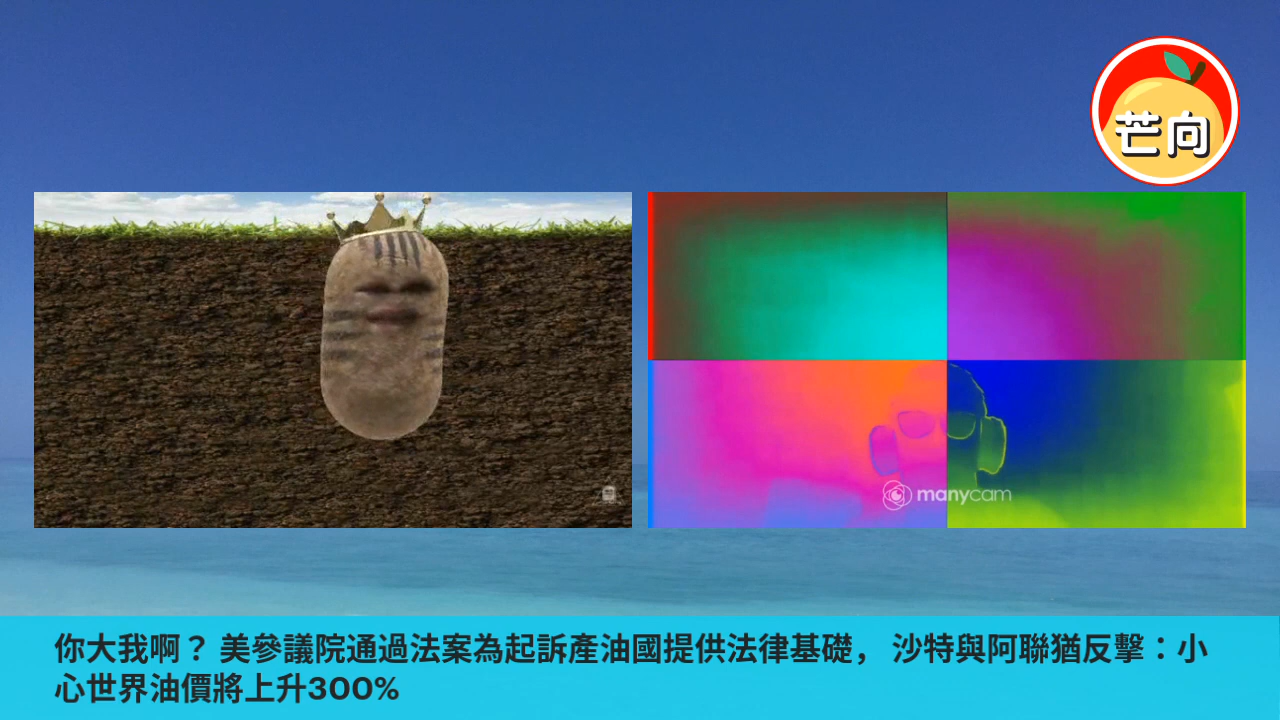 芒向
manycam
你大我啊？ 美參議院通過法案為起訴產油國提供法律基礎， 沙特與阿聯猶反擊：小
心世界油價將上升300%